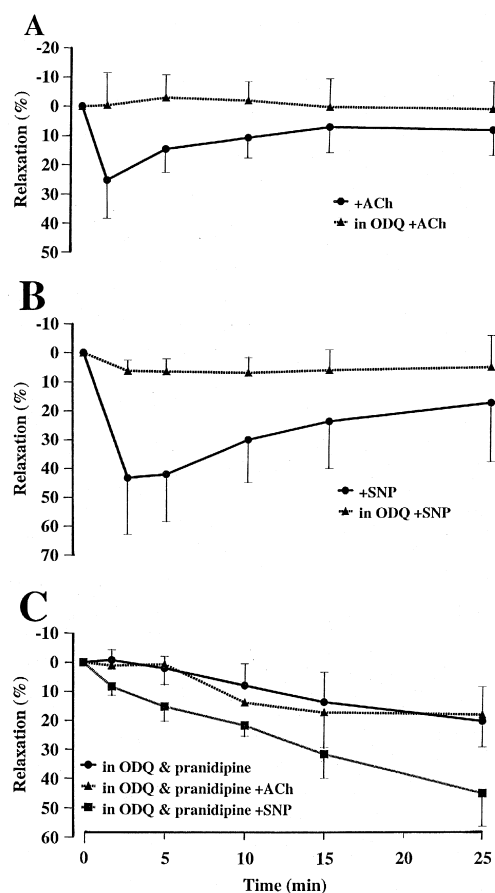 A
-20
-10
0
10
20
30
40
50
Relaxation (%)
+ACh
in ODQ +ACh
B
-10
0
10
20
30
40
50
60
70
Relaxation (%)
+SNP
in ODQ +SNP
C
-10
0
10
20
30
40
50
60
Relaxation (%)
in ODQ & pranidipine
in ODQ & pranidipine +ACh
in ODQ & pranidipine +SNP
0 5 10 15 20 25
Time (min)